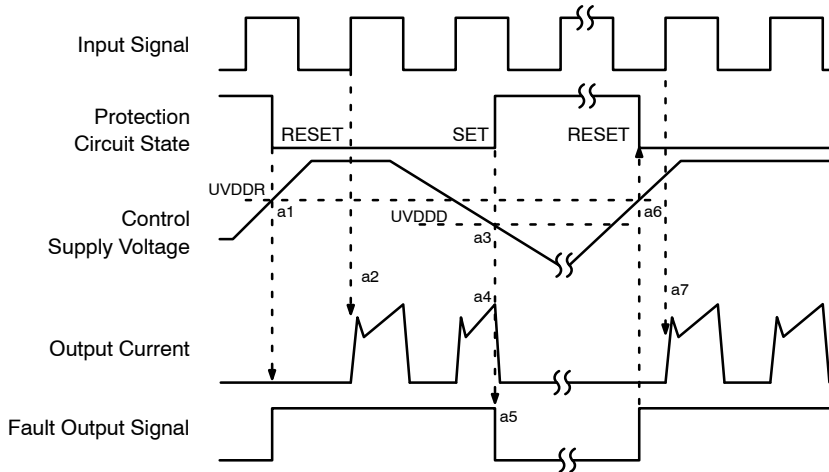 Input Signal
Protection
Circuit State
RESET
SET
RESET
UVDDR
a1
a6
Control
Supply Voltage
UVDDD
a3
a2
a4
a7
Output Current
Fault Output Signal
a5